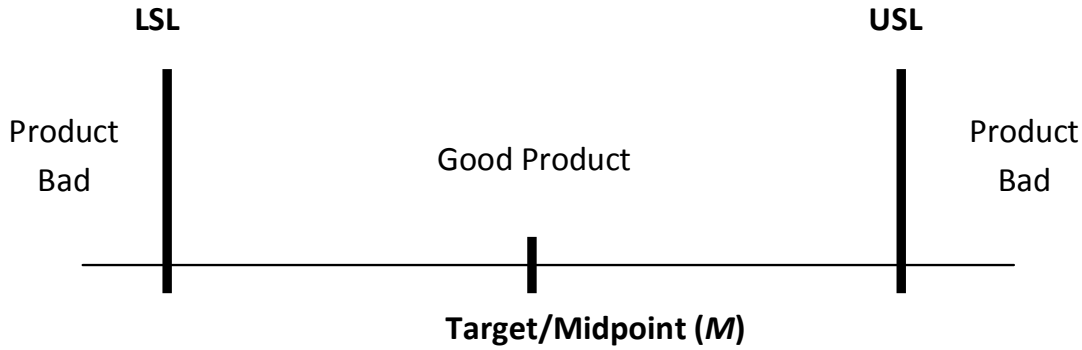 LSL
USL
Product
Bad
Good Product
Product
Bad
Target/Midpoint (M)